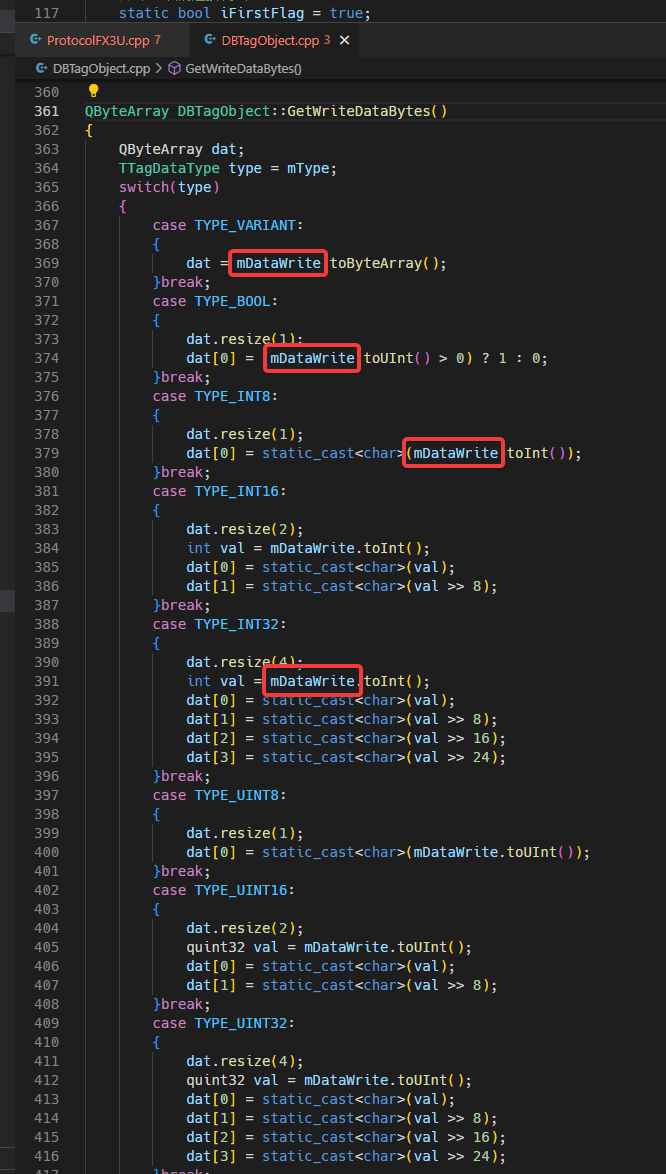 117 static bool iFirstFlag = true;
ProtocolFX3U.cpp 7 DBTagObject.cpp 3 ×
DBTagObject.cpp > GetWriteDataBytes()
360
361 QByteArray DBTagObject::GetWriteDataBytes()
362 {
363 QByteArray dat;
364 TTagDataType type = mType;
365 switch(type)
366 {
367 case TYPE_VARIANT:
368 {
369 dat = mDataWrite toByteArray();
370 }break;
371 case TYPE_BOOL:
372 {
373 dat.resize(1);
374 dat[0] = mDataWrite toUInt() > 0) ? 1 : 0;
375 }break;
376 case TYPE_INT8:
377 {
378 dat.resize(1);
379 dat[0] = static_cast<char>(mDataWrite toInt());
380 }break;
381 case TYPE_INT16:
382 {
383 dat.resize(2);
384 int val = mDataWrite.toInt();
385 dat[0] = static_cast<char>(val);
386 dat[1] = static_cast<char>(val >> 8);
387 }break;
388 case TYPE_INT32:
389 {
390 dat.resize(4);
391 int val = mDataWrite.toInt();
392 dat[0] = static_cast<char>(val);
393 dat[1] = static_cast<char>(val >> 8);
394 dat[2] = static_cast<char>(val >> 16);
395 dat[3] = static_cast<char>(val >> 24);
396 }break;
397 case TYPE_UINT8:
398 {
399 dat.resize(1);
400 dat[0] = static_cast<char>(mDataWrite.toUInt());
401 }break;
402 case TYPE_UINT16:
403 {
404 dat.resize(2);
405 quint32 val = mDataWrite.toUInt();
406 dat[0] = static_cast<char>(val);
407 dat[1] = static_cast<char>(val >> 8);
408 }break;
409 case TYPE_UINT32:
410 {
411 dat.resize(4);
412 quint32 val = mDataWrite.toUInt();
413 dat[0] = static_cast<char>(val);
414 dat[1] = static_cast<char>(val >> 8);
415 dat[2] = static_cast<char>(val >> 16);
416 dat[3] = static_cast<char>(val >> 24);